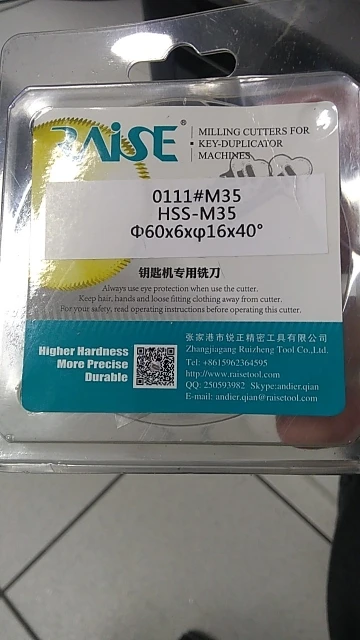 RAISE®
MILLING CUTTERS FOR
KEY-DUPLICATOR
MACHINES
0111#M35
HSS-M35
Φ60x6xφ16x40°
钥匙机专用铣刀
Always use eye protection when use the cutter.
Keep hair, hands and loose fitting clothing away from cutter.
For your safety, read operating instructions before operating this cutter.
Higher Hardness
More Precise
Durable
张家港市锐正精密工具有限公司
Zhangjiagang Ruizheng Tool Co.,Ltd.
Tel: +8615962364595
http://www.raisetool.com
QQ: 250593982 Skype:andier.qian
E-mail: andier.qian@raisetool.com